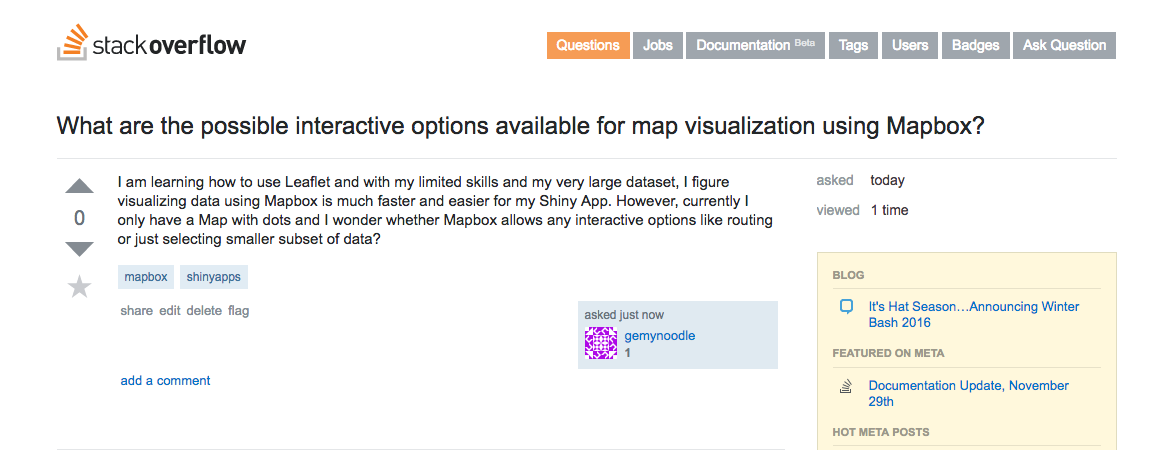 stackoverflow
Questions Jobs Documentation Beta Tags Users Badges Ask Question
What are the possible interactive options available for map visualization using Mapbox?
I am learning how to use Leaflet and with my limited skills and my very large dataset, I figure
visualizing data using Mapbox is much faster and easier for my Shiny App. However, currently I
only have a Map with dots and I wonder whether Mapbox allows any interactive options like routing
or just selecting smaller subset of data?
0
mapbox shinyapps
share edit delete flag
asked just now
gemynoodle
1
add a comment
asked today
viewed 1 time
BLOG
It's Hat Season…Announcing Winter
Bash 2016
FEATURED ON META
Documentation Update, November
29th
HOT META POSTS